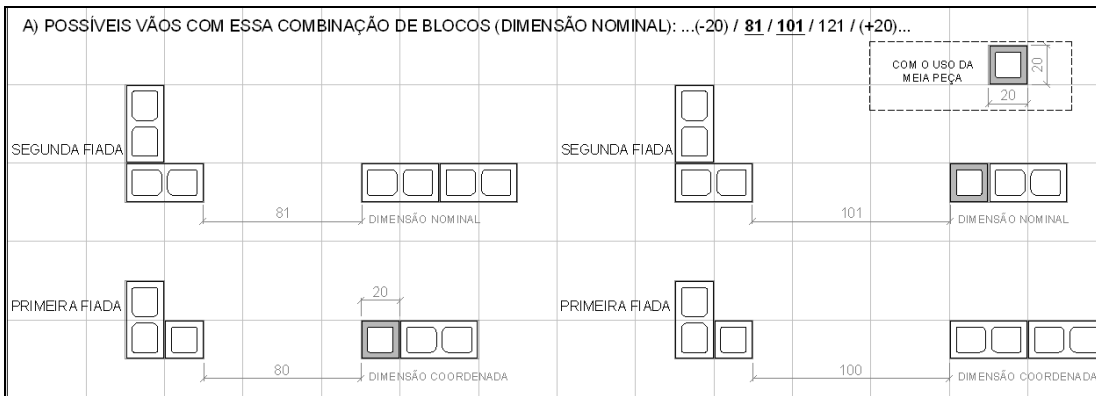 A) POSSÍVEIS VÃOS COM ESSA COMBINAÇÃO DE BLOCOS (DIMENSÃO NOMINAL): ...(-20) / 81 / 101 / 121 / (+20)...
COM O USO DA
MEIA PEÇA
20
20
SEGUNDA FIADA
81
DIMENSÃO NOMINAL
SEGUNDA FIADA
101
DIMENSÃO NOMINAL
PRIMEIRA FIADA
20
80
DIMENSÃO COORDENADA
PRIMEIRA FIADA
100
DIMENSÃO COORDENADA